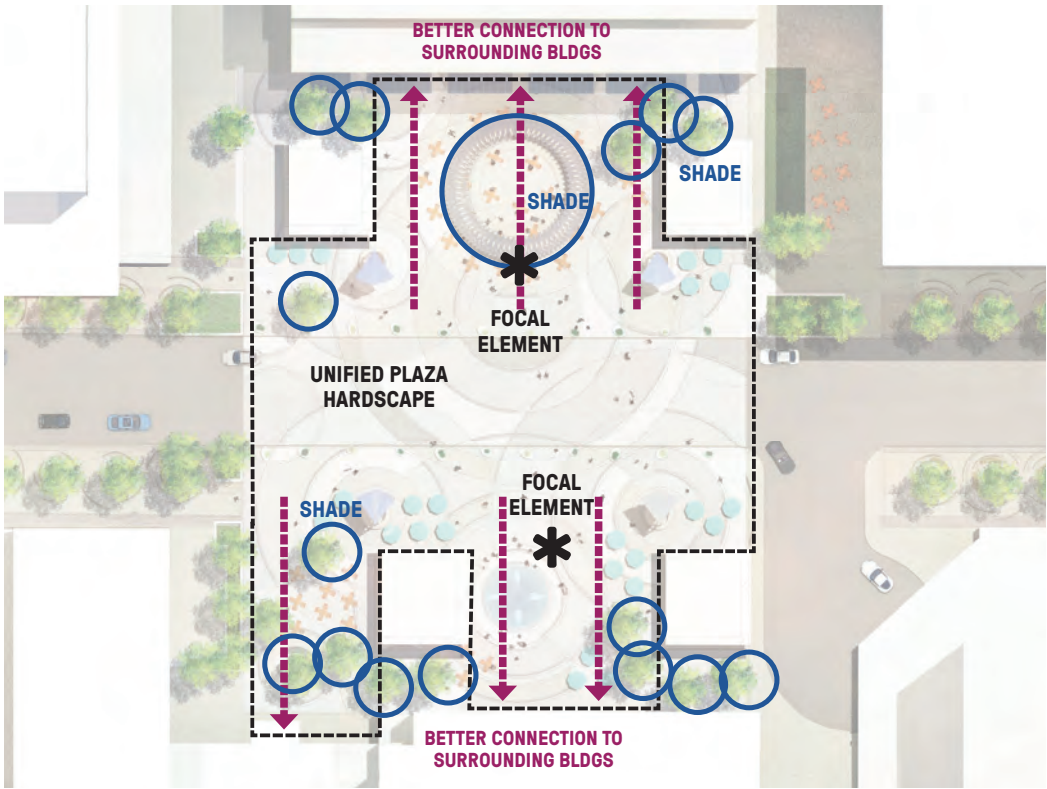 BETTER CONNECTION TO
SURROUNDING BLDGS
SHADE
SHADE
FOCAL
ELEMENT
UNIFIED PLAZA
HARDSCAPE
FOCAL
ELEMENT
SHADE
BETTER CONNECTION TO
SURROUNDING BLDGS